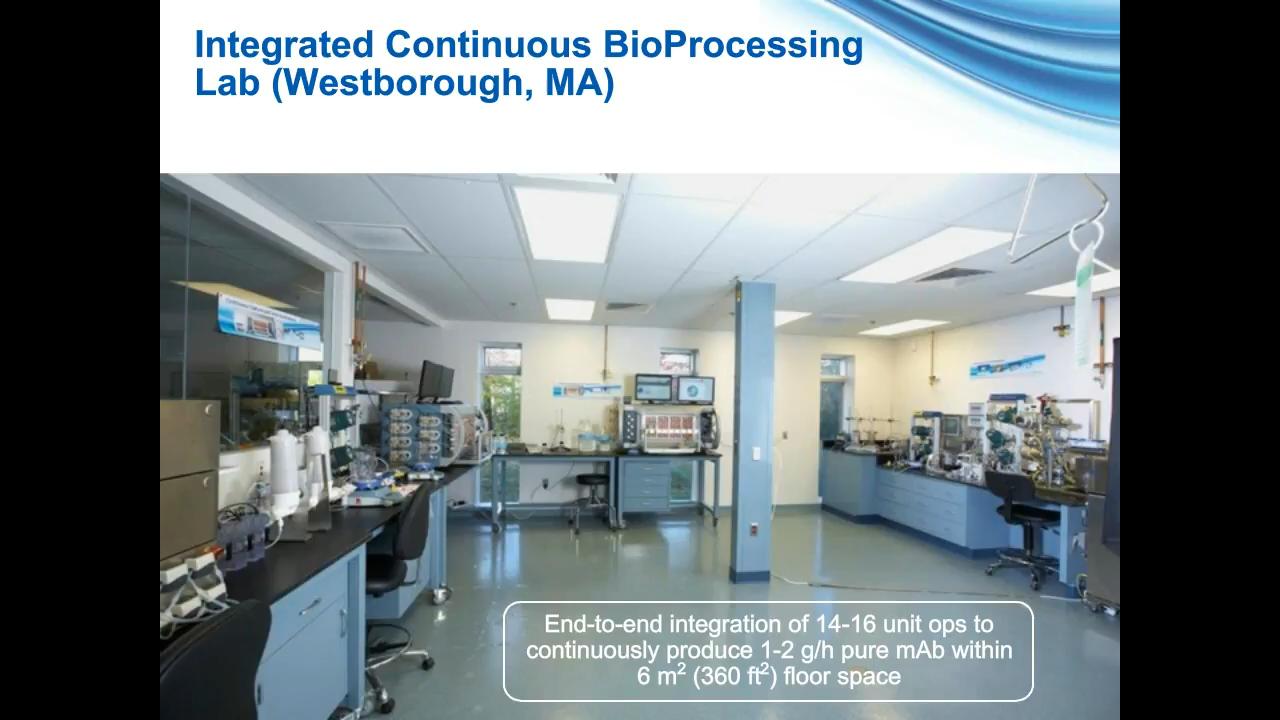 Integrated Continuous BioProcessing
Lab (Westborough, MA)
End-to-end integration of 14-16 unit ops to
continuously produce 1-2 g/h pure mAb within
6 m² (360 ft²) floor space